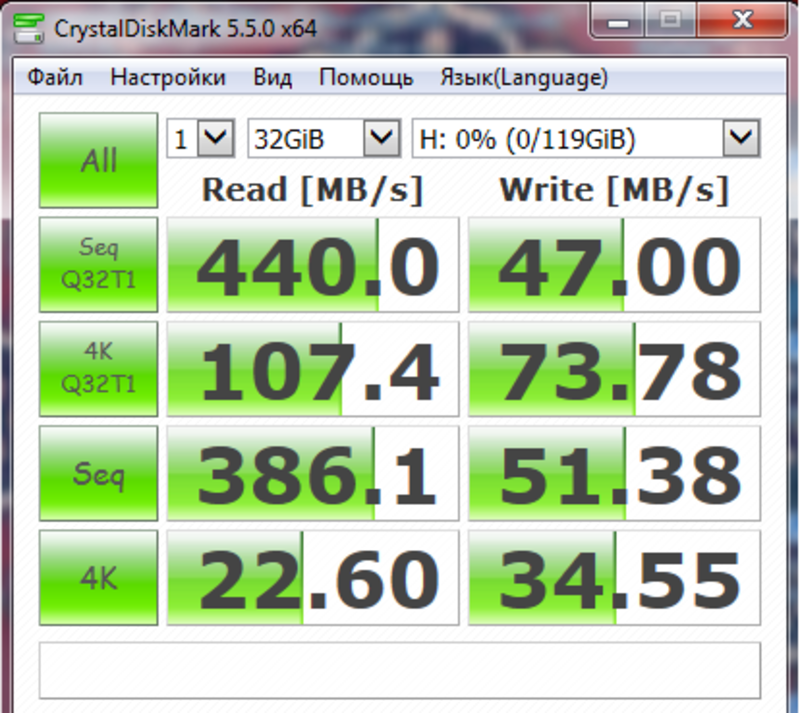 CrystalDiskMark 5.5.0 x64
Файл Настройки Вид Помощь Язык(Language)
All 1 32GiB H: 0% (0/119GiB)
Read [MB/s] Write [MB/s]
Seq Q32T1 440.0 47.00
4K Q32T1 107.4 73.78
Seq 386.1 51.38
4K 22.60 34.55